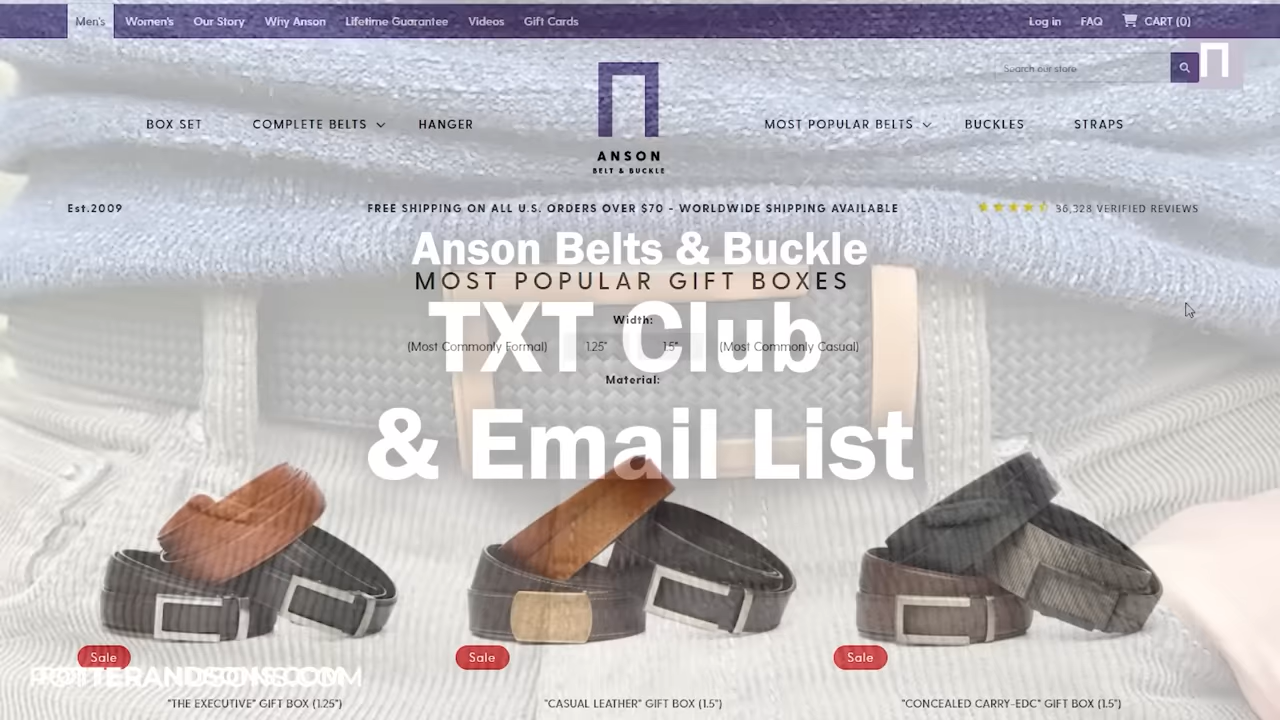 Men's Women's Our Story Why Anson Lifetime Guarantee Videos Gift Cards Log in FAQ CART (0)
Search our store
BOX SET COMPLETE BELTS HANGER MOST POPULAR BELTS BUCKLES STRAPS
ANSON
BELT & BUCKLE
Est.2009 FREE SHIPPING ON ALL U.S. ORDERS OVER $70 - WORLDWIDE SHIPPING AVAILABLE 36,328 VERIFIED REVIEWS
Anson Belts & Buckle
MOST POPULAR GIFT BOXES
TXT Club
Width:
(Most Commonly Formal) 1.25" 1.5" (Most Commonly Casual)
Material:
& Email List
Sale Sale Sale
POTTERANDSONS.COM
"THE EXECUTIVE" GIFT BOX (1.25") "CASUAL LEATHER" GIFT BOX (1.5") "CONCEALED CARRY-EDC" GIFT BOX (1.5")